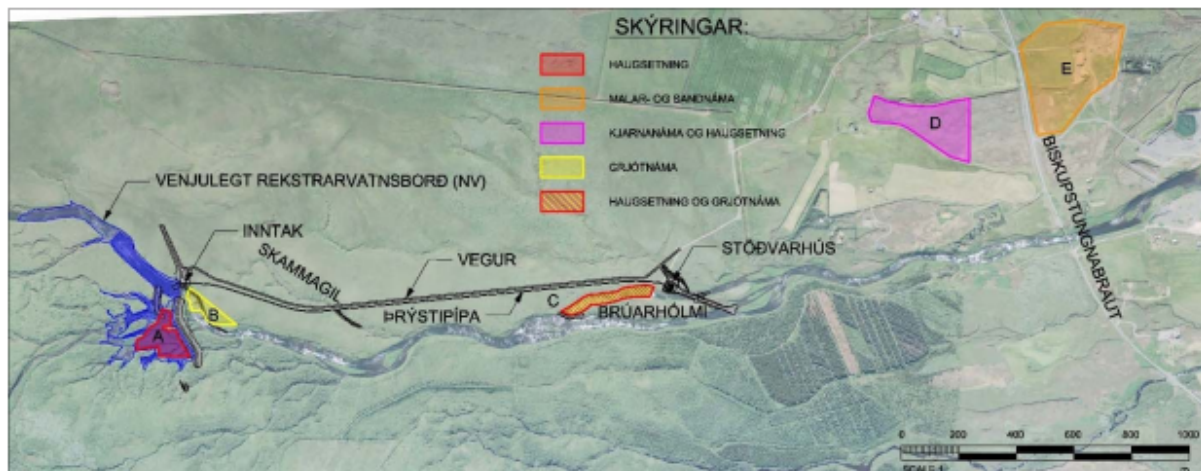 SKÝRINGAR:
HAUGSETNING
MALAR- OG SANDNÁMA
KJARNANÁMA OG HAUGSETNING
GRJÓTNÁMA
HAUGSETNING OG GRJÓTNÁMA
E
D
BISKUPSTUNGNABRAUT
VENJULEGT REKSTRARVATNSBORÐ (NV)
INNTAK
SKAMMAGIL
VEGUR
STÖÐVARHÚS
ÞRÝSTIPÍPA
C
BRÚARHÓLMI
B
A
0 200 400 600 800 1000